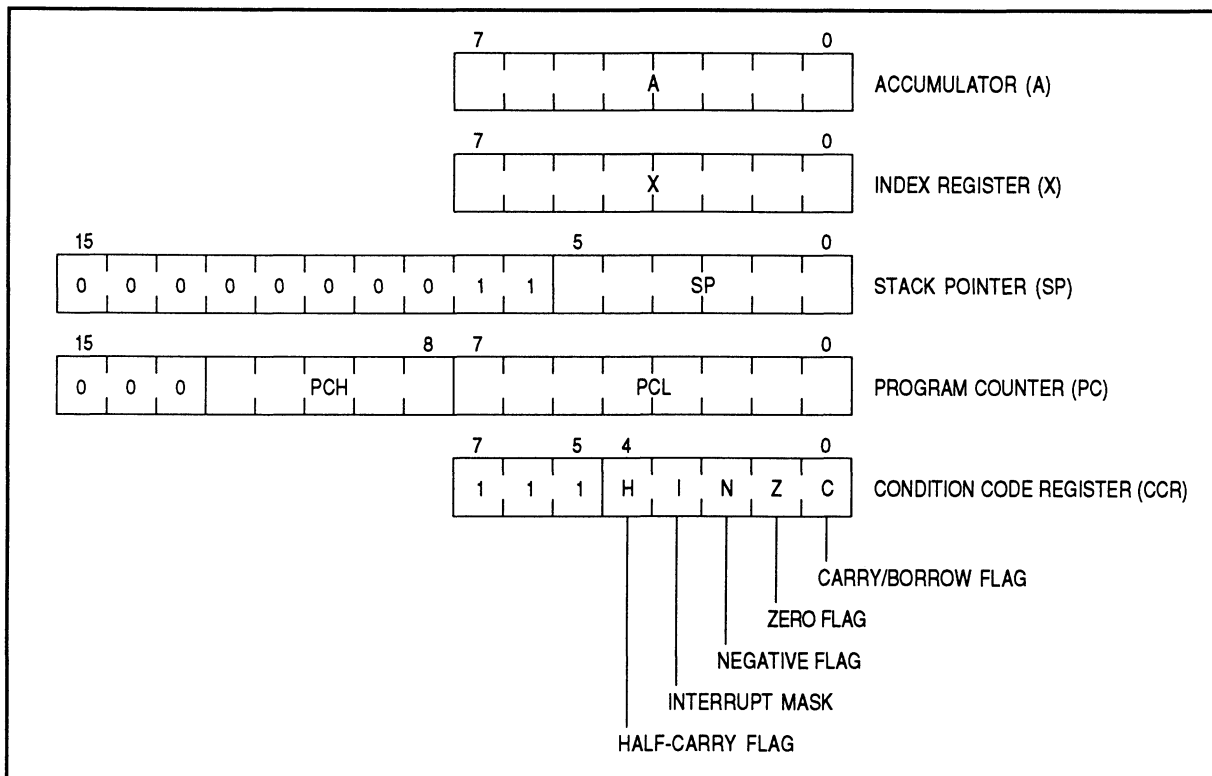 7 0
A ACCUMULATOR (A)
7 0
X INDEX REGISTER (X)
15 5 0
0 0 0 0 0 0 0 0 1 1 SP STACK POINTER (SP)
15 8 7 0
0 0 0 PCH PCL PROGRAM COUNTER (PC)
7 5 4 0
1 1 1 H I N Z C CONDITION CODE REGISTER (CCR)
CARRY/BORROW FLAG
ZERO FLAG
NEGATIVE FLAG
INTERRUPT MASK
HALF-CARRY FLAG